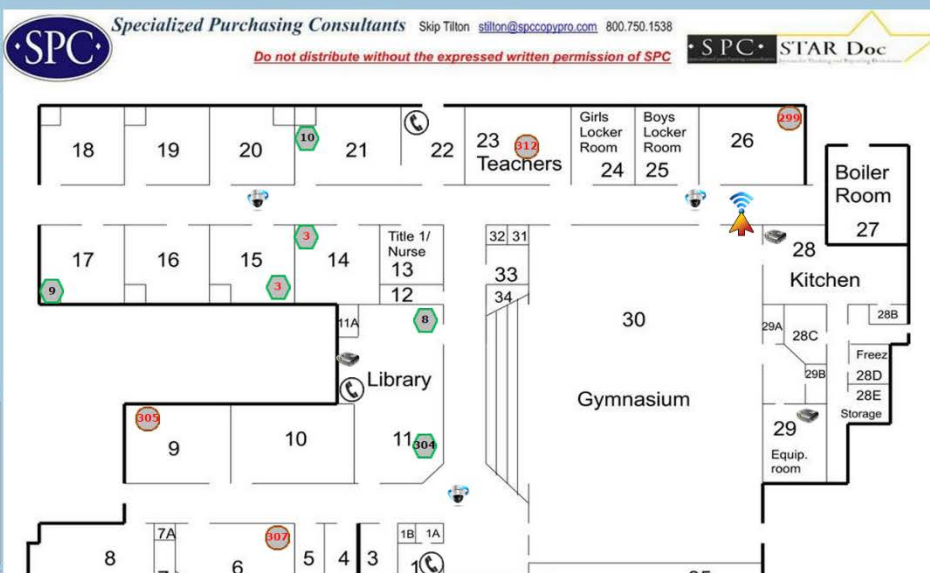 SPC
Specialized Purchasing Consultants Skip Tilton stilton@spccopypro.com 800.750.1538
Do not distribute without the expressed written permission of SPC
SPC STAR Doc
18
19
20
10
21
22
23
312
Teachers
Girls
Locker
Room
24
Boys
Locker
Room
25
26
299
Boiler
Room
27
17
9
16
15
3
3
14
Title 1/
Nurse
13
12
32 31
33
34
30
Gymnasium
28
Kitchen
28B
29A
28C
29B
Freez
28D
28E
Storage
29
Equip.
room
11A
8
Library
305
9
10
11
304
8
7A
6
307
5
4
3
1B
1A